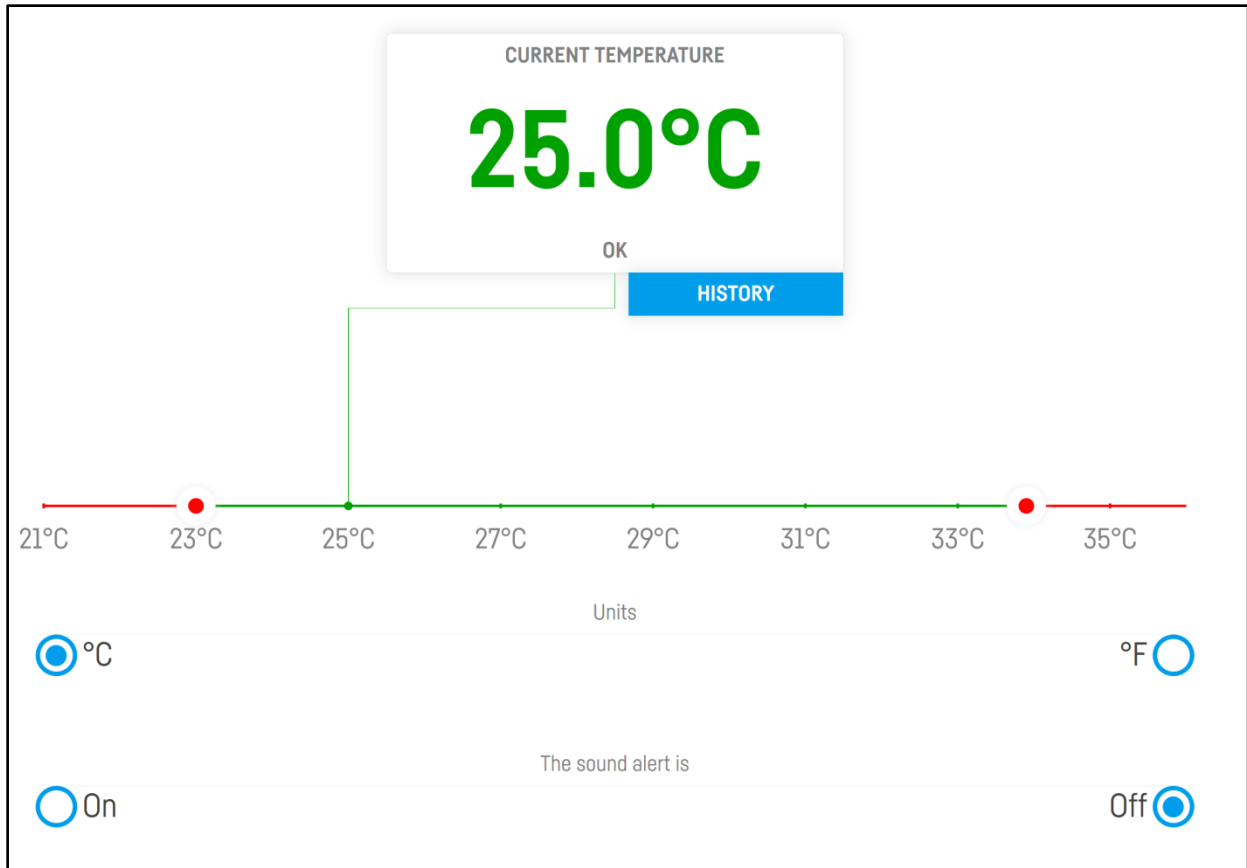 CURRENT TEMPERATURE
25.0°C
OK
HISTORY
21°C 23°C 25°C 27°C 29°C 31°C 33°C 35°C
Units
°C °F
The sound alert is
On Off